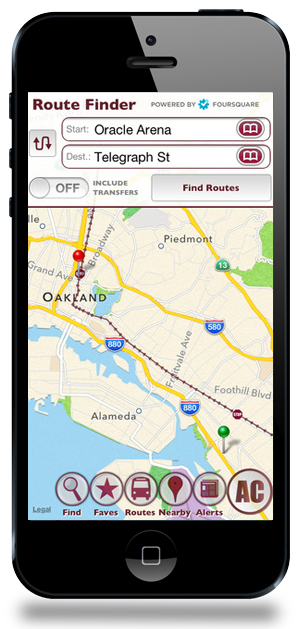 Route Finder
POWERED BY FOURSQUARE
Start: Oracle Arena
Dest.: Telegraph St
OFF
INCLUDE TRANSFERS
Find Routes
Broadway
Piedmont
13
Grand Ave
OAKLAND
580
880
Fruitvale Ave
Foothill Blvd
880
STOP
Alameda
Legal
AC
Find Faves Routes Nearby Alerts